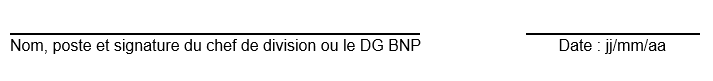 Nom, poste et signature du chef de division ou le DG BNP Date : jj/mm/aa